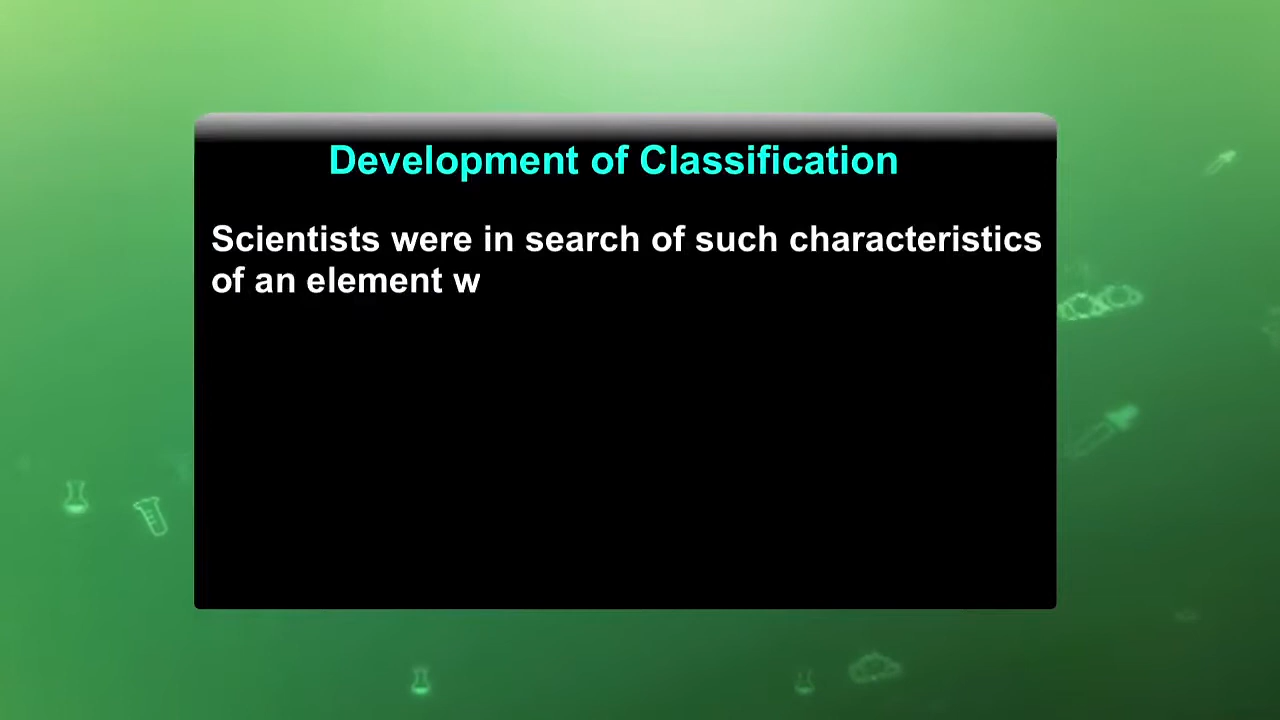 Development of Classification
Scientists were in search of such characteristics
of an element w